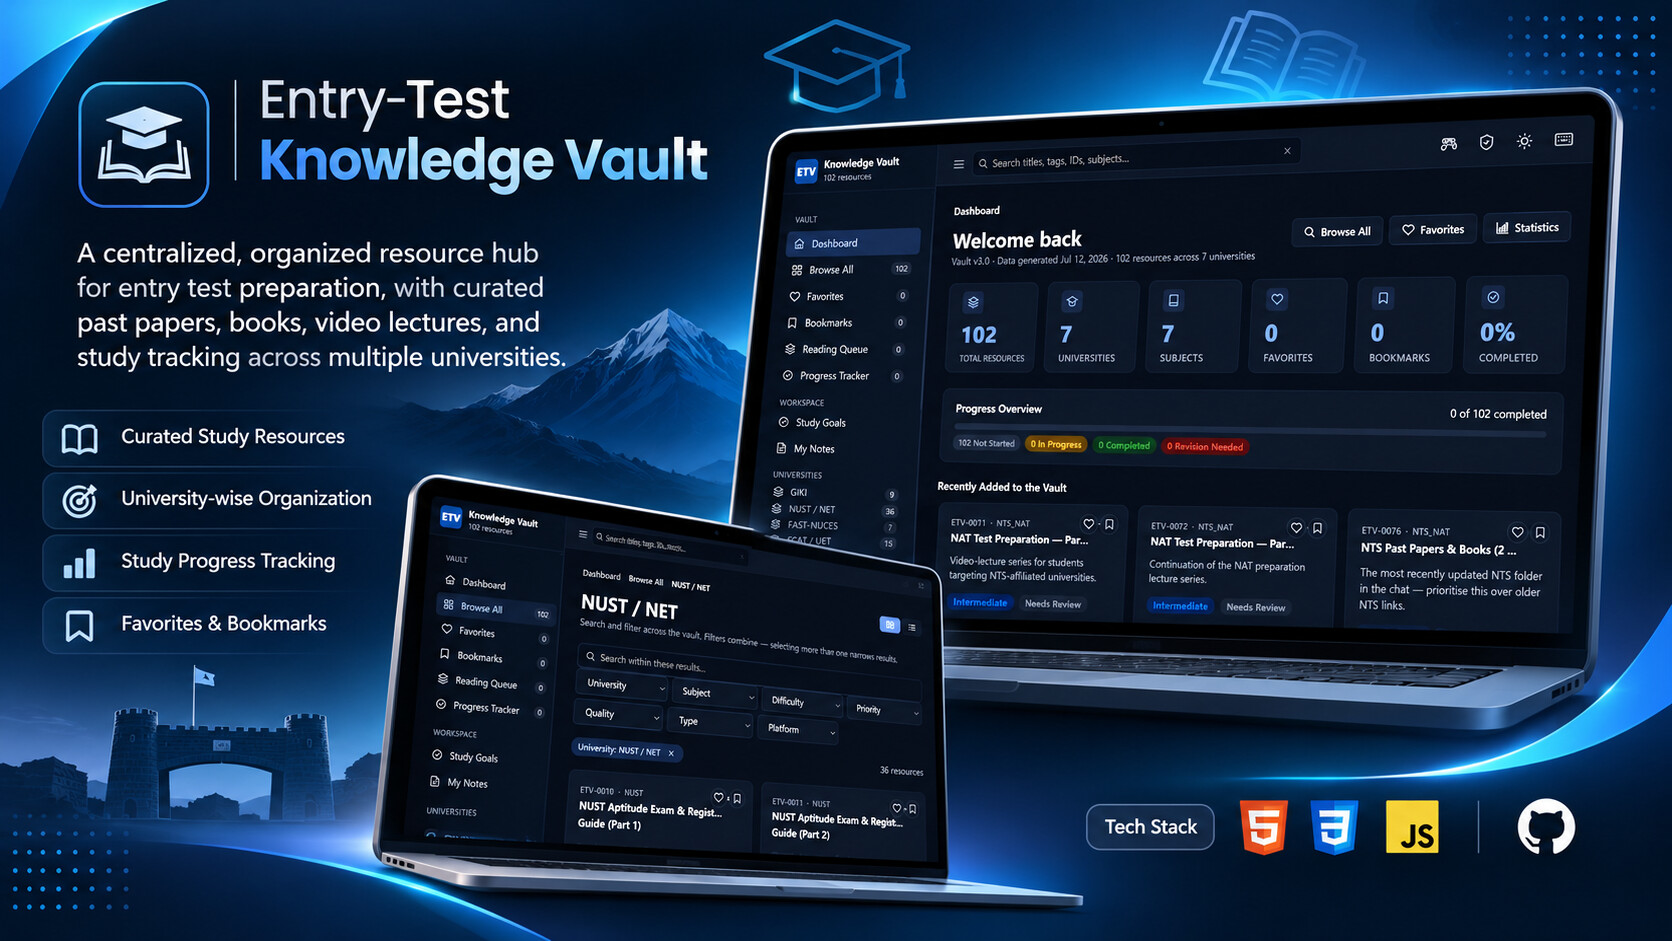 Entry-Test
Knowledge Vault
A centralized, organized resource hub
for entry test preparation, with curated
past papers, books, video lectures, and
study tracking across multiple universities.
Curated Study Resources
University-wise Organization
Study Progress Tracking
Favorites & Bookmarks
ETV
Knowledge Vault
102 resources
Search titles, tags, IDs, subjects...
VAULT
Dashboard
Browse All 102
Favorites 0
Bookmarks 0
Reading Queue 0
Progress Tracker 0
WORKSPACE
Study Goals
My Notes
UNIVERSITIES
GIKI 9
NUST / NET 36
FAST-NUCES 7
ECAT / UET 15
Dashboard
Welcome back
Vault v3.0 · Data generated Jul 12, 2026 · 102 resources across 7 universities
Browse All
Favorites
Statistics
102
TOTAL RESOURCES
7
UNIVERSITIES
7
SUBJECTS
0
FAVORITES
0
BOOKMARKS
0%
COMPLETED
Progress Overview
0 of 102 completed
102 Not Started
0 In Progress
0 Completed
0 Revision Needed
Recently Added to the Vault
ETV-0071 · NTS_NAT
NAT Test Preparation — Par...
Video-lecture series for students
targeting NTS-affiliated universities.
Intermediate
Needs Review
ETV-0072 · NTS_NAT
NAT Test Preparation — Par...
Continuation of the NAT preparation
lecture series.
Intermediate
Needs Review
ETV-0076 · NTS_NAT
NTS Past Papers & Books (2 ...
The most recently updated NTS folder
in the chat — prioritise this over older
NTS links.
ETV
Knowledge Vault
102 resources
Search titles, tags, IDs,
VAULT
Dashboard
Browse All 102
Favorites 0
Bookmarks 0
Reading Queue 0
Progress Tracker 0
WORKSPACE
Study Goals
My Notes
UNIVERSITIES
Dashboard Browse All NUST / NET
NUST / NET
Search and filter across the vault. Filters combine — selecting more than one narrows results.
Search within these results...
University
Subject
Difficulty
Priority
Quality
Type
Platform
University: NUST / NET ×
36 resources
ETV-0010 · NUST
NUST Aptitude Exam & Regist...
Guide (Part 1)
ETV-0011 · NUST
NUST Aptitude Exam & Regist...
Guide (Part 2)
Tech Stack
5
3
JS